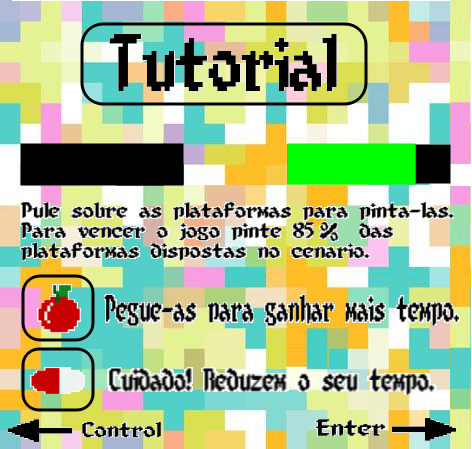 Tutorial
Pule sobre as plataformas para pinta-las.
Para vencer o jogo pinte 85% das
plataformas dispostas no cenario.
Pegue-as para ganhar mais tempo.
Cuidado! Reduzem o seu tempo.
Control
Enter